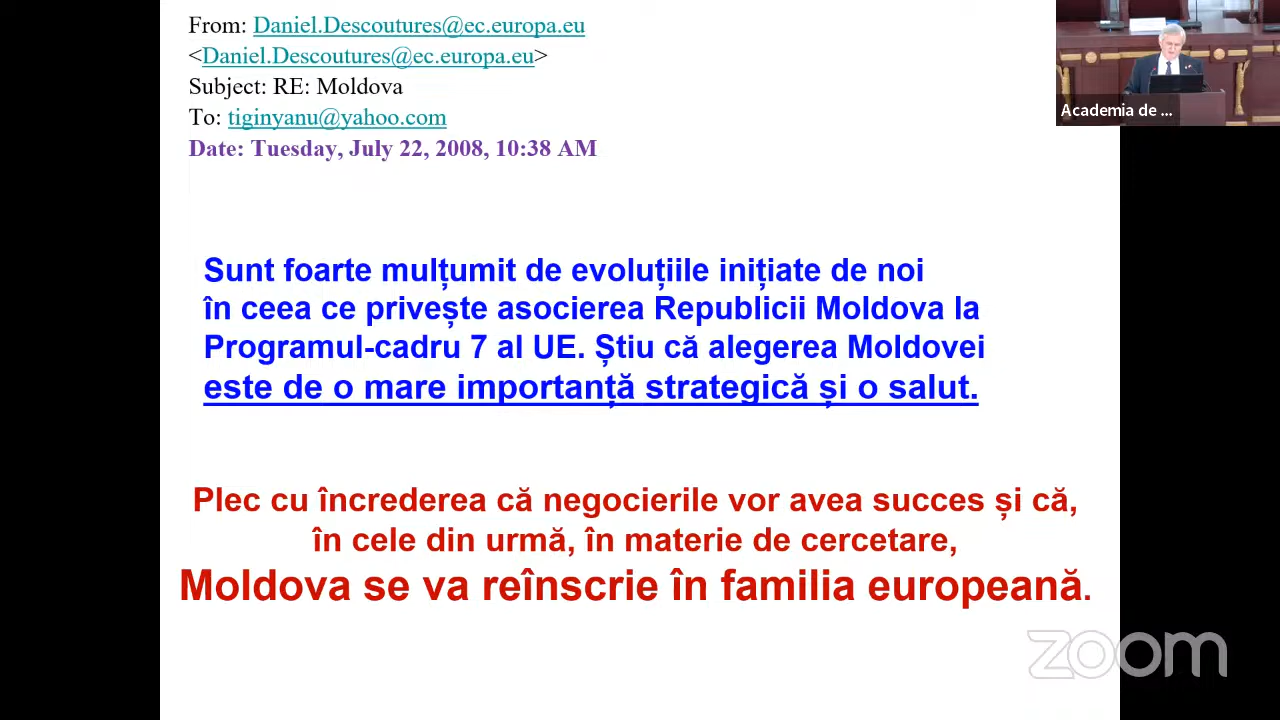 From: Daniel.Descoutures@ec.europa.eu
<Daniel.Descoutures@ec.europa.eu>
Subject: RE: Moldova
To: tiginyanu@yahoo.com
Date: Tuesday, July 22, 2008, 10:38 AM
Academia de ...
Sunt foarte mulțumit de evoluțiile inițiate de noi
în ceea ce privește asocierea Republicii Moldova la
Programul-cadru 7 al UE. Știu că alegerea Moldovei
este de o mare importanță strategică și o salut.
Plec cu încrederea că negocierile vor avea succes și că,
în cele din urmă, în materie de cercetare,
Moldova se va reînscrie în familia europeană.
zoom